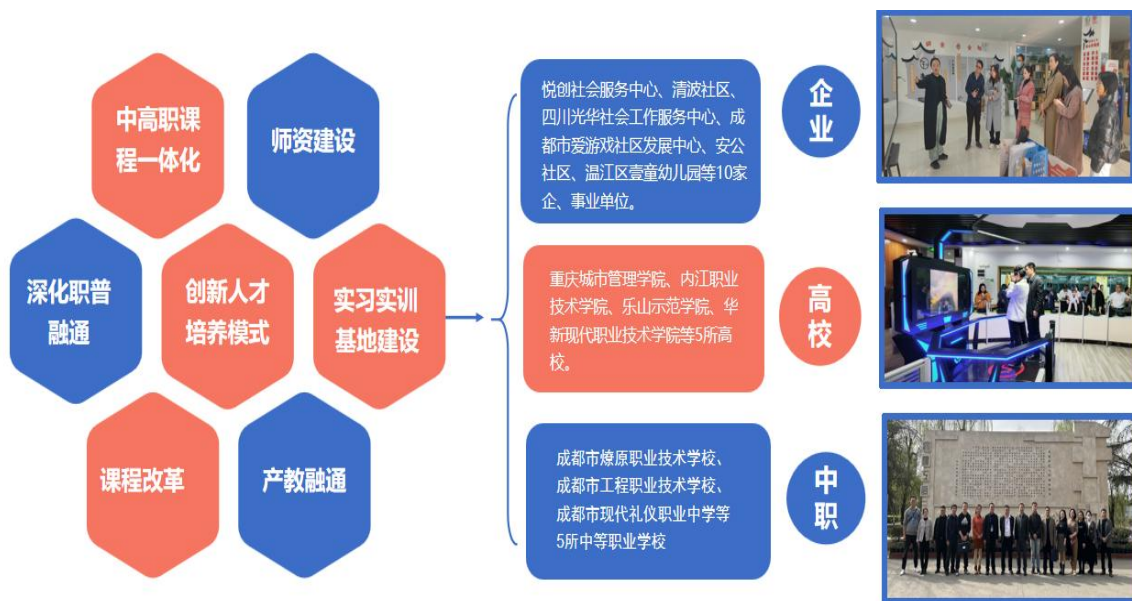 中高职课
程一体化
师资建设
深化职普
融通
创新人才
培养模式
实习实训
基地建设
课程改革
产教融通
悦创社会服务中心、清波社区、
四川光华社会工作服务中心、成
都市爱游戏社区发展中心、安公
社区、温江区壹童幼儿园等10家
企、事业单位。
企
业
重庆城市管理学院、内江职业
技术学院、乐山示范学院、华
新现代职业技术学院等5所高
校。
高
校
成都市燎原职业技术学校、
成都市工程职业技术学校、
成都市现代礼仪职业中学等
5所中等职业学校
中
职